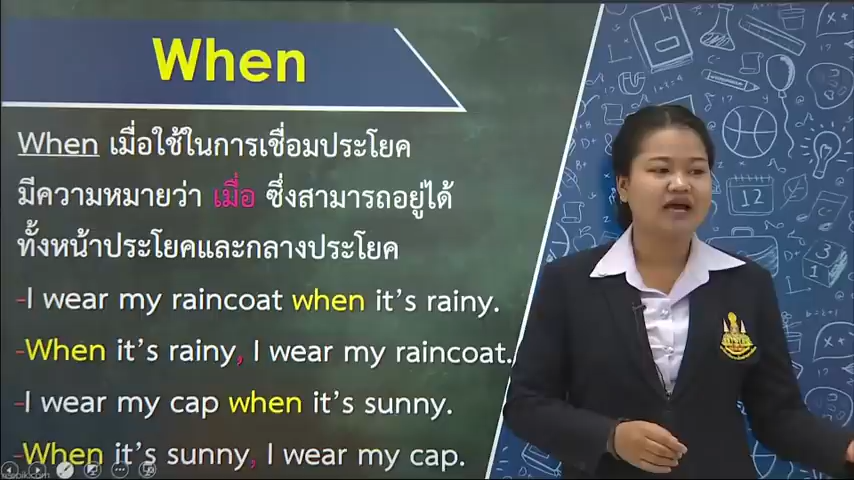 When
When เมื่อใช้ในการเชื่อมประโยค
มีความหมายว่า เมื่อ ซึ่งสามารถอยู่ได้
ทั้งหน้าประโยคและกลางประโยค
-I wear my raincoat when it's rainy.
-When it's rainy, I wear my raincoat.
-I wear my cap when it's sunny.
-When it's sunny, I wear my cap.
12
3
1